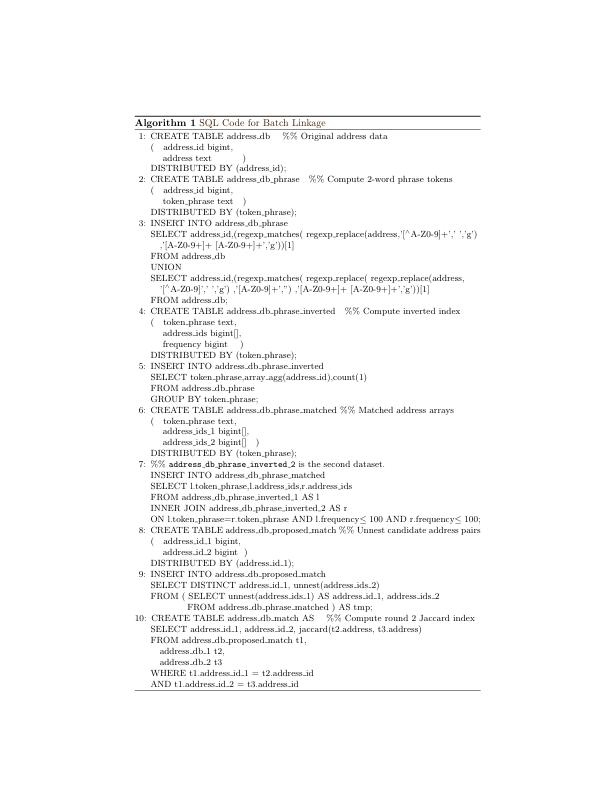 Algorithm 1 SQL Code for Batch Linkage
1: CREATE TABLE address_db %% Original address data
( address_id bigint,
address text )
DISTRIBUTED BY (address_id);
2: CREATE TABLE address_db_phrase %% Compute 2-word phrase tokens
( address_id bigint,
token_phrase text )
DISTRIBUTED BY (token_phrase);
3: INSERT INTO address_db_phrase
SELECT address_id,(regexp_matches( regexp_replace(address,'[^A-Z0-9]+',' ','g')
,'[A-Z0-9+]+ [A-Z0-9+]+','g'))[1]
FROM address_db
UNION
SELECT address_id,(regexp_matches( regexp_replace( regexp_replace(address,
'[^A-Z0-9]',' ','g') ,'[A-Z0-9]+','') ,'[A-Z0-9+]+ [A-Z0-9+]+','g'))[1]
FROM address_db;
4: CREATE TABLE address_db_phrase_inverted %% Compute inverted index
( token_phrase text,
address_ids bigint[],
frequency bigint )
DISTRIBUTED BY (token_phrase);
5: INSERT INTO address_db_phrase_inverted
SELECT token_phrase,array_agg(address_id),count(1)
FROM address_db_phrase
GROUP BY token_phrase;
6: CREATE TABLE address_db_phrase_matched %% Matched address arrays
( token_phrase text,
address_ids_1 bigint[],
address_ids_2 bigint[] )
DISTRIBUTED BY (token_phrase);
7: %% address_db_phrase_inverted_2 is the second dataset.
INSERT INTO address_db_phrase_matched
SELECT l.token_phrase,l.address_ids,r.address_ids
FROM address_db_phrase_inverted_1 AS l
INNER JOIN address_db_phrase_inverted_2 AS r
ON l.token_phrase=r.token_phrase AND l.frequency≤ 100 AND r.frequency≤ 100;
8: CREATE TABLE address_db_proposed_match %% Unnest candidate address pairs
( address_id_1 bigint,
address_id_2 bigint )
DISTRIBUTED BY (address_id_1);
9: INSERT INTO address_db_proposed_match
SELECT DISTINCT address_id_1, unnest(address_ids_2)
FROM ( SELECT unnest(address_ids_1) AS address_id_1, address_ids_2
FROM address_db_phrase_matched ) AS tmp;
10: CREATE TABLE address_db_match AS %% Compute round 2 Jaccard index
SELECT address_id_1, address_id_2, jaccard(t2.address, t3.address)
FROM address_db_proposed_match t1,
address_db_1 t2,
address_db_2 t3
WHERE t1.address_id_1 = t2.address_id
AND t1.address_id_2 = t3.address_id